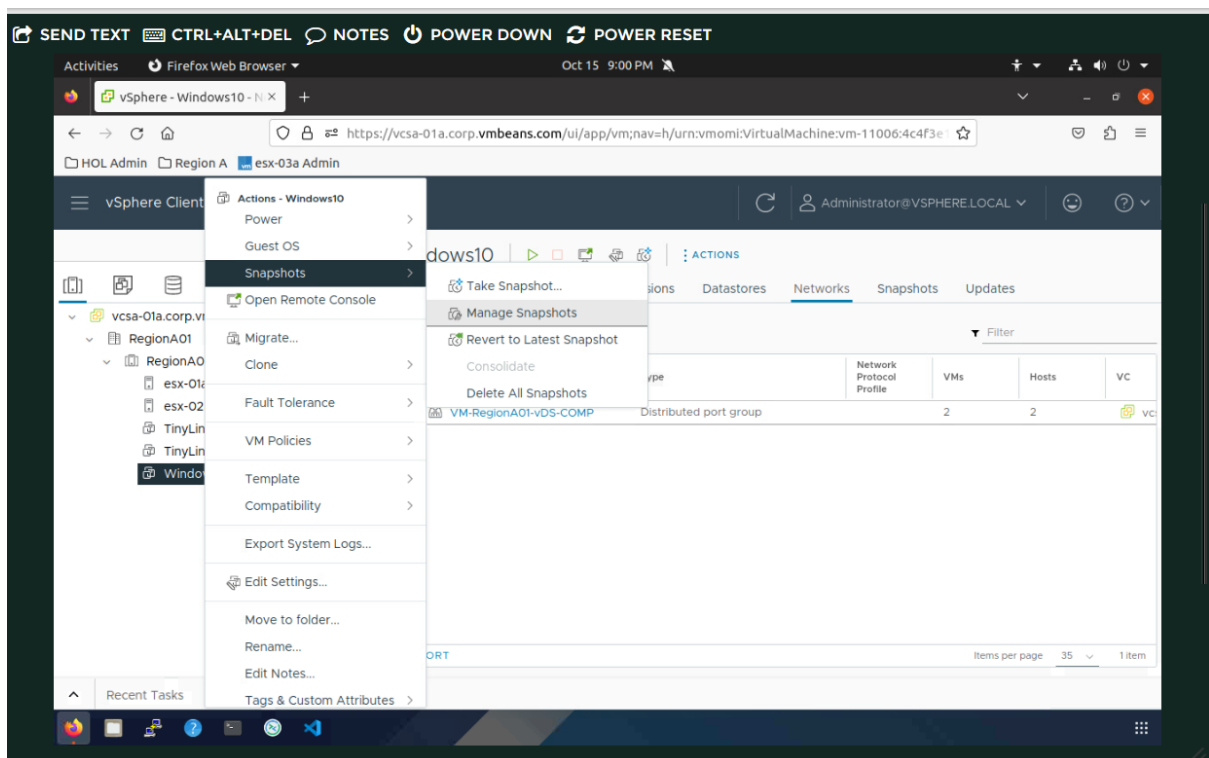 SEND TEXT CTRL+ALT+DEL NOTES POWER DOWN POWER RESET
Activities Firefox Web Browser Oct 15 9:00 PM
vSphere - Windows10 - N
https://vcsa-01a.corp.vmbeans.com/ui/app/vm;nav=h/urn:vmomi:VirtualMachine:vm-11006:4c4f3e1
HOL Admin Region A esx-03a Admin
vSphere Client Administrator@VSPHERE.LOCAL
Actions - Windows10
Power
Guest OS
Snapshots
Open Remote Console
Migrate...
Clone
Fault Tolerance
VM Policies
Template
Compatibility
Export System Logs...
Edit Settings...
Move to folder...
Rename...
Edit Notes...
Tags & Custom Attributes
Take Snapshot...
Manage Snapshots
Revert to Latest Snapshot
Consolidate
Delete All Snapshots
dows10 ACTIONS
sions Datastores Networks Snapshots Updates
vcsa-01a.corp.v
RegionA01
RegionA0
esx-01a
esx-02
TinyLin
TinyLin
Windo
Filter
ype
Network
Protocol
Profile
VMs Hosts VC
VM-RegionA01-vDS-COMP Distributed port group 2 2 vc
ORT Items per page 35 1 item
Recent Tasks